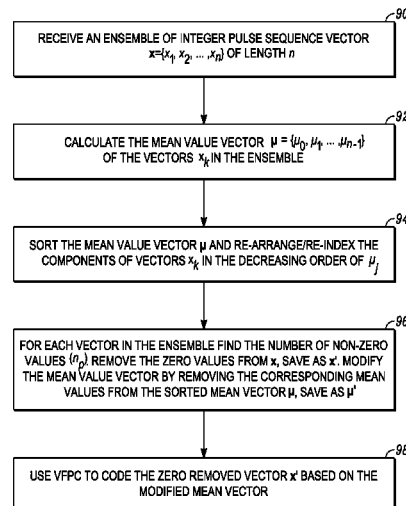 90
RECEIVE AN ENSEMBLE OF INTEGER PULSE SEQUENCE VECTOR
x={x1, x2, ... ,xn} OF LENGTH n
92
CALCULATE THE MEAN VALUE VECTOR μ = {μ0, μ1, ... ,μn-1}
OF THE VECTORS xk IN THE ENSEMBLE
94
SORT THE MEAN VALUE VECTOR μ AND RE-ARRANGE/RE-INDEX THE
COMPONENTS OF VECTORS xk IN THE DECREASING ORDER OF μj
96
FOR EACH VECTOR IN THE ENSEMBLE FIND THE NUMBER OF NON-ZERO
VALUES (np) REMOVE THE ZERO VALUES FROM x, SAVE AS x'. MODIFY
THE MEAN VALUE VECTOR BY REMOVING THE CORRESPONDING MEAN
VALUES FROM THE SORTED MEAN VECTOR μ, SAVE AS μ'
98
USE VFPC TO CODE THE ZERO REMOVED VECTOR x' BASED ON THE
MODIFIED MEAN VECTOR